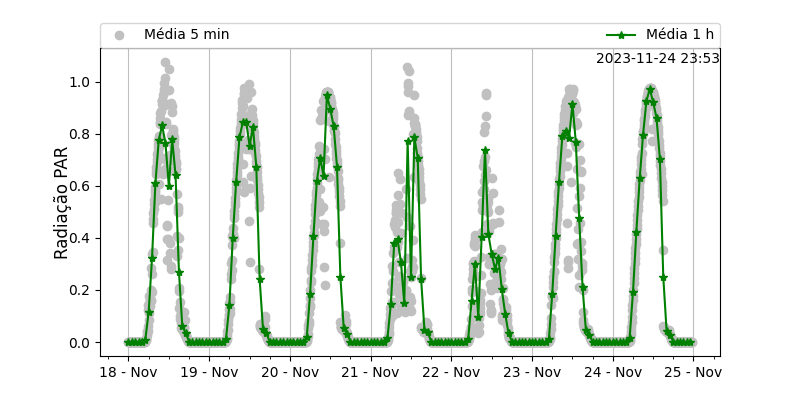 Média 5 min
Média 1 h
2023-11-24 23:53
Radiação PAR
1.0
0.8
0.6
0.4
0.2
0.0
18 - Nov
19 - Nov
20 - Nov
21 - Nov
22 - Nov
23 - Nov
24 - Nov
25 - Nov